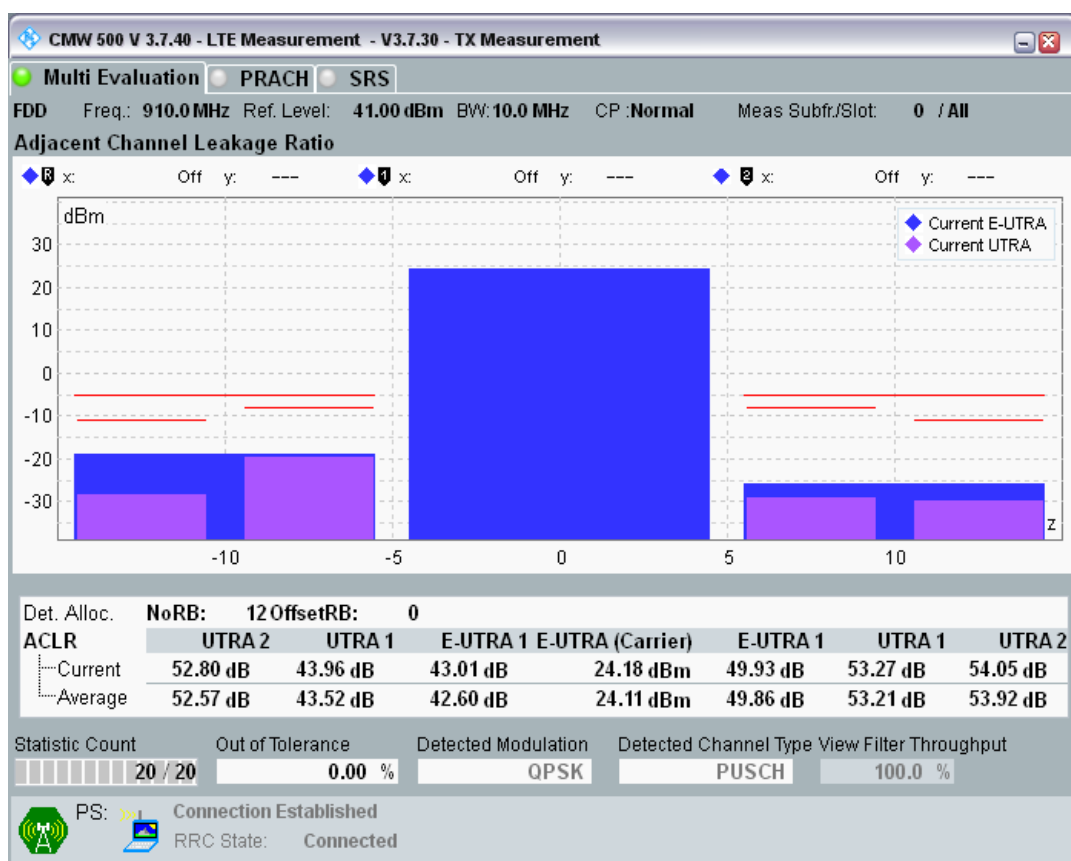 CMW 500 V 3.7.40 - LTE Measurement - V3.7.30 - TX Measurement
Multi Evaluation PRACH SRS
FDD Freq.: 910.0 MHz Ref. Level: 41.00 dBm BW: 10.0 MHz CP :Normal Meas Subfr./Slot: 0 / All
Adjacent Channel Leakage Ratio
R x: Off y: --- 1 x: Off y: --- 2 x: Off y: ---
dBm
Current E-UTRA
Current UTRA
30
20
10
0
-10
-20
-30
z
-10 -5 0 5 10
Det. Alloc. NoRB: 12 OffsetRB: 0
ACLR UTRA 2 UTRA 1 E-UTRA 1 E-UTRA (Carrier) E-UTRA 1 UTRA 1 UTRA 2
Current 52.80 dB 43.96 dB 43.01 dB 24.18 dBm 49.93 dB 53.27 dB 54.05 dB
Average 52.57 dB 43.52 dB 42.60 dB 24.11 dBm 49.86 dB 53.21 dB 53.92 dB
Statistic Count Out of Tolerance Detected Modulation Detected Channel Type View Filter Throughput
20 / 20 0.00 % QPSK PUSCH 100.0 %
PS: Connection Established
RRC State: Connected